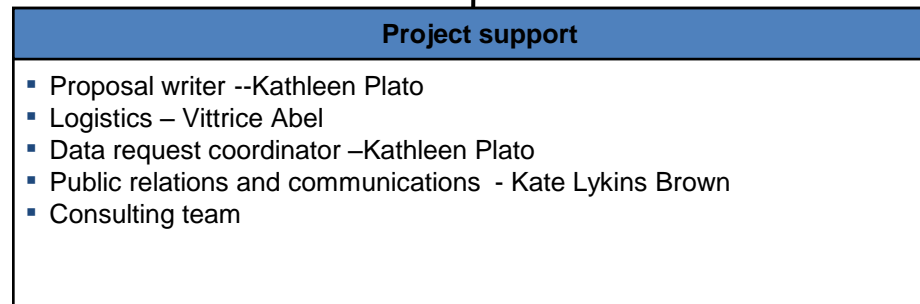 Project support
▪ Proposal writer --Kathleen Plato
▪ Logistics – Vittrice Abel
▪ Data request coordinator –Kathleen Plato
▪ Public relations and communications  - Kate Lykins Brown
▪ Consulting team